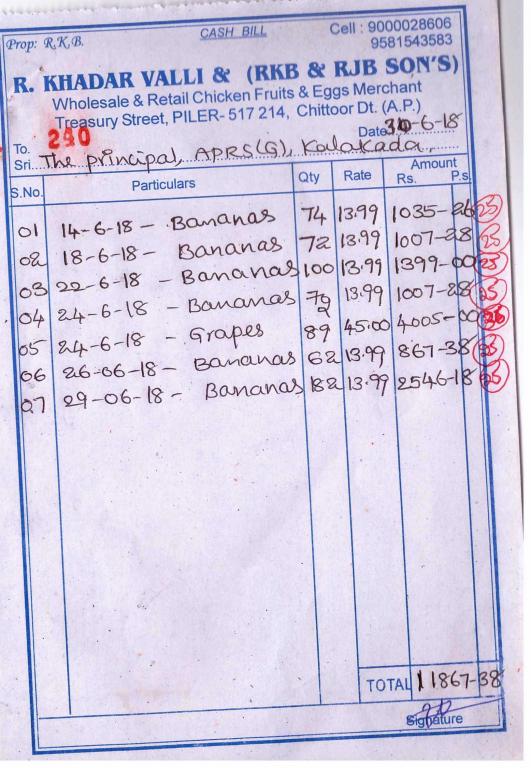 Prop: R.K.B. CASH BILL Cell : 9000028606
9581543583
R. KHADAR VALLI & (RKB & RJB SON'S)
Wholesale & Retail Chicken Fruits & Eggs Merchant
Treasury Street, PILER- 517 214, Chittoor Dt. (A.P.)
To. 290 Date 30-6-18
Sri. The principal, APRS(G), Kalakada,
S.No. Particulars Qty Rate Amount
Rs. P.s
01 14-6-18 - Bananas 74 13.99 1035-26 25
02 18-6-18 - Bananas 72 13.99 1007-28 25
03 22-6-18 - Bananas 100 13.99 1399-00 25
04 24-6-18 - Bananas 72 13.99 1007-28 25
05 24-6-18 - Grapes 89 45.00 4005-00 26
06 26-06-18 - Bananas 62 13.99 867-38 25
07 29-06-18 - Bananas 182 13.99 2546-18 25
TOTAL 11867-38
Signature